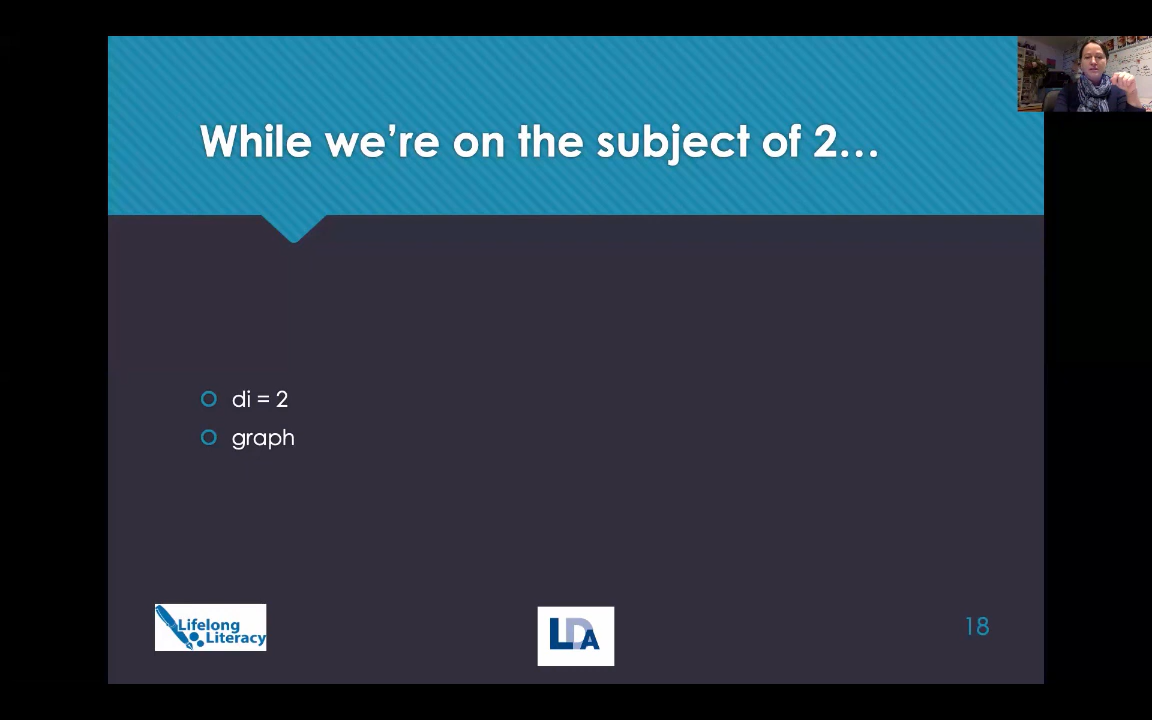 While we're on the subject of 2…
di = 2
graph
Lifelong
Literacy
LDA
18